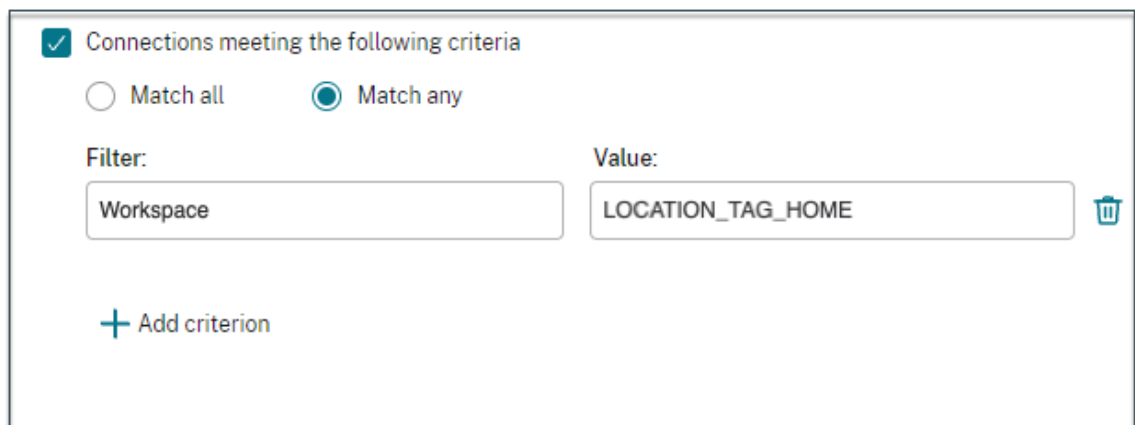 Connections meeting the following criteria
Match all Match any
Filter: Value:
Workspace LOCATION_TAG_HOME
Add criterion